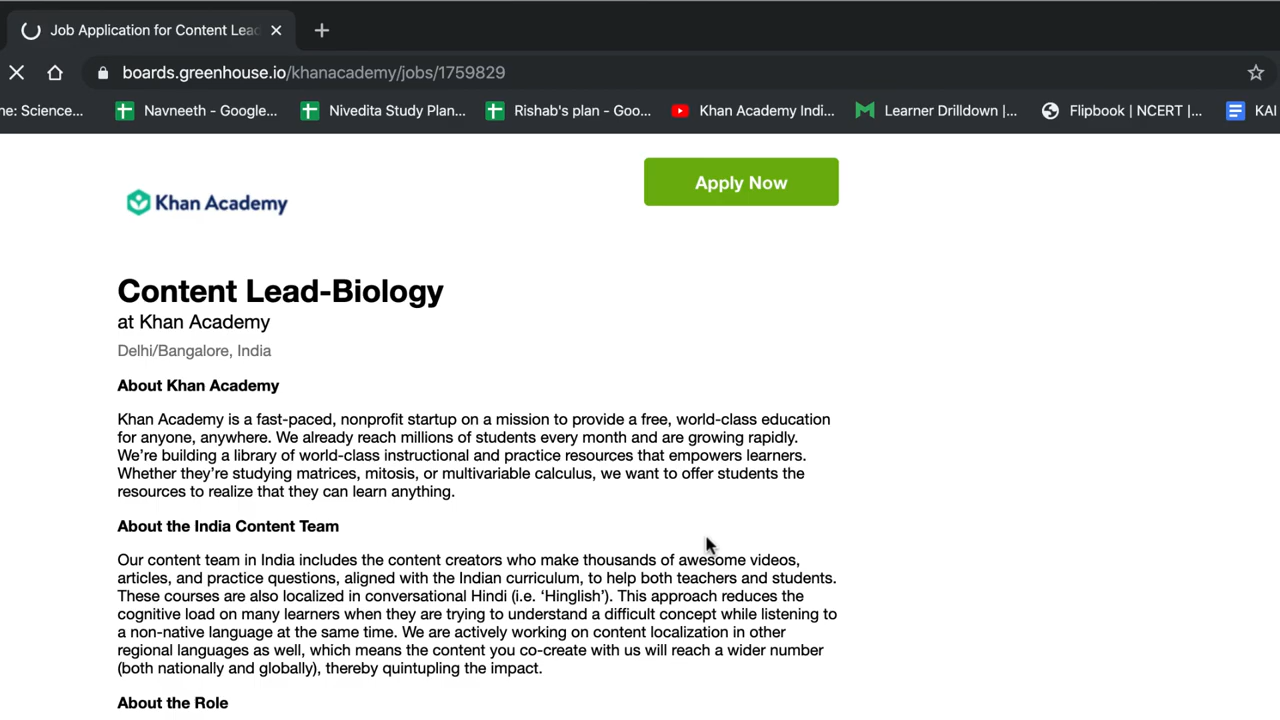 Job Application for Content Lead
boards.greenhouse.io/khanacademy/jobs/1759829
ne: Science...
Navneeth - Google...
Nivedita Study Plan...
Rishab's plan - Goo...
Khan Academy Indi...
Learner Drilldown |...
Flipbook | NCERT |...
KAI
Apply Now
Khan Academy
Content Lead-Biology
at Khan Academy
Delhi/Bangalore, India
About Khan Academy
Khan Academy is a fast-paced, nonprofit startup on a mission to provide a free, world-class education
for anyone, anywhere. We already reach millions of students every month and are growing rapidly.
We’re building a library of world-class instructional and practice resources that empowers learners.
Whether they’re studying matrices, mitosis, or multivariable calculus, we want to offer students the
resources to realize that they can learn anything.
About the India Content Team
Our content team in India includes the content creators who make thousands of awesome videos,
articles, and practice questions, aligned with the Indian curriculum, to help both teachers and students.
These courses are also localized in conversational Hindi (i.e. ‘Hinglish’). This approach reduces the
cognitive load on many learners when they are trying to understand a difficult concept while listening to
a non-native language at the same time. We are actively working on content localization in other
regional languages as well, which means the content you co-create with us will reach a wider number
(both nationally and globally), thereby quintupling the impact.
About the Role